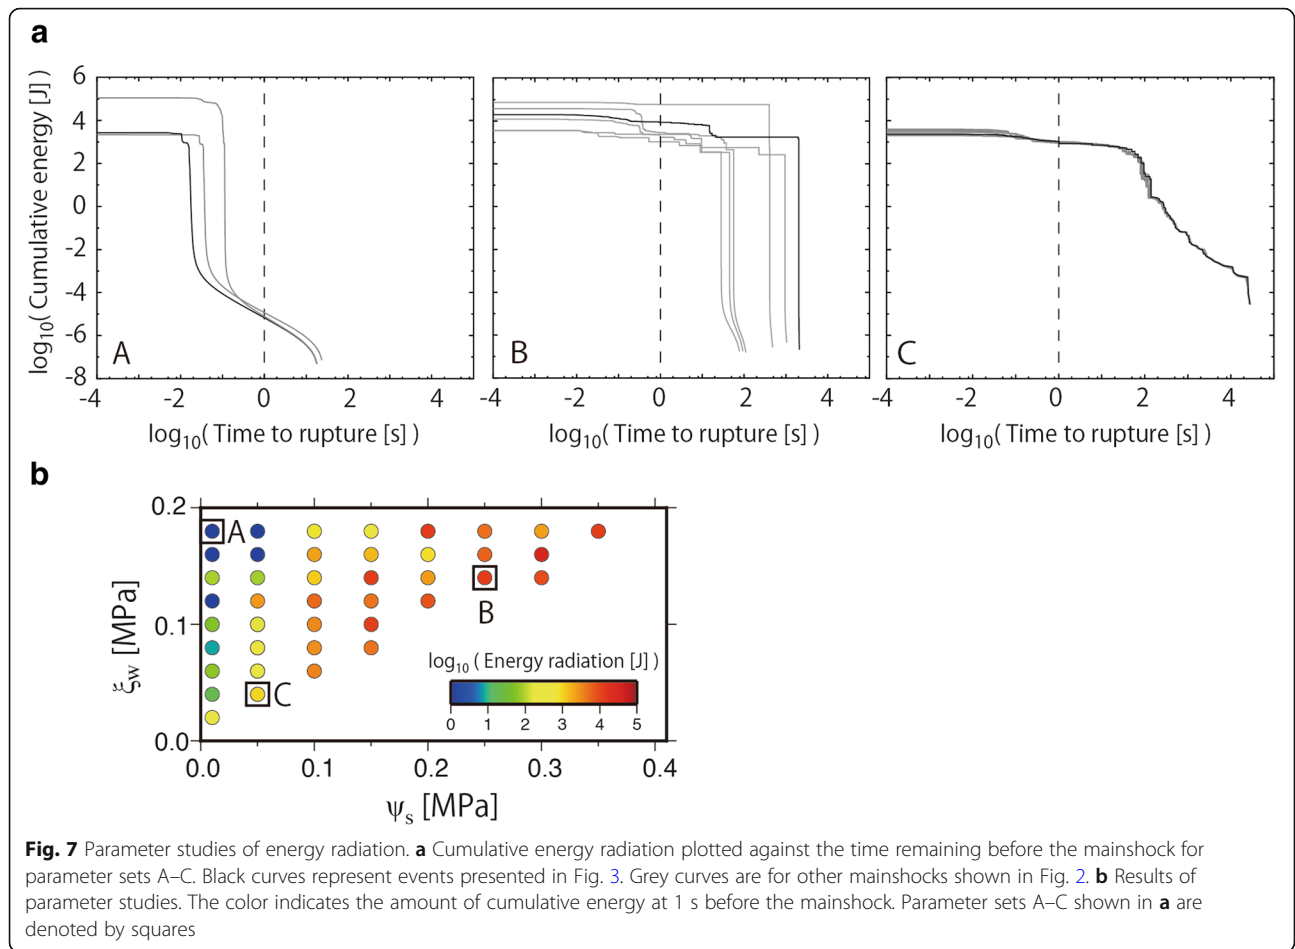 a
log10( Cumulative energy [J] )
6
4
2
0
-2
-4
-6
-8
A
B
C
-4 -2 0 2 4
-4 -2 0 2 4
-4 -2 0 2 4
log10( Time to rupture [s] )
log10( Time to rupture [s] )
log10( Time to rupture [s] )
b
ξw [MPa]
0.2
0.1
0.0
A
B
C
log10 ( Energy radiation [J] )
0 1 2 3 4 5
0.0 0.1 0.2 0.3 0.4
ψs [MPa]
Fig. 7 Parameter studies of energy radiation. a Cumulative energy radiation plotted against the time remaining before the mainshock for
parameter sets A–C. Black curves represent events presented in Fig. 3. Grey curves are for other mainshocks shown in Fig. 2. b Results of
parameter studies. The color indicates the amount of cumulative energy at 1 s before the mainshock. Parameter sets A–C shown in a are
denoted by squares